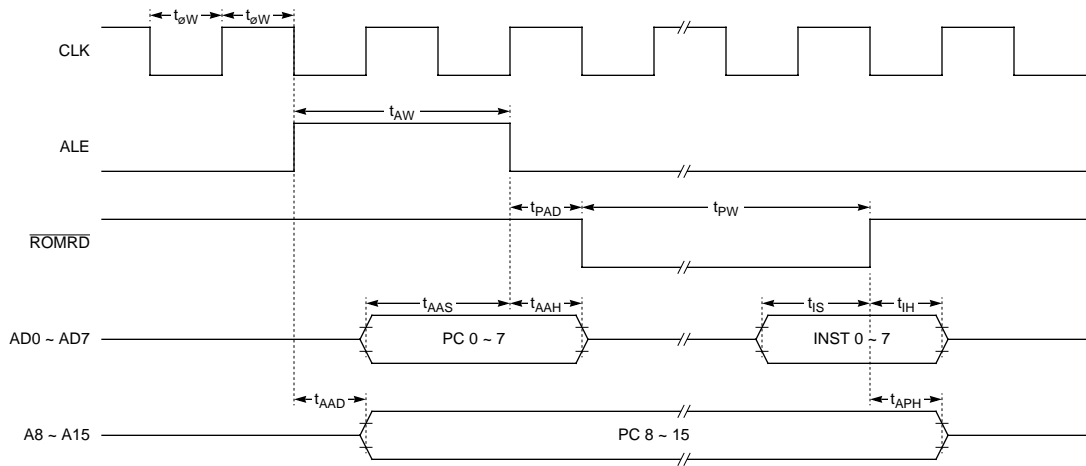 tøW tøW
CLK
tAW
ALE
tPAD tPW
ROMRD
tAAS tAAH tIS tIH
AD0 ~ AD7 PC 0 ~ 7 INST 0 ~ 7
tAAD tAPH
A8 ~ A15 PC 8 ~ 15